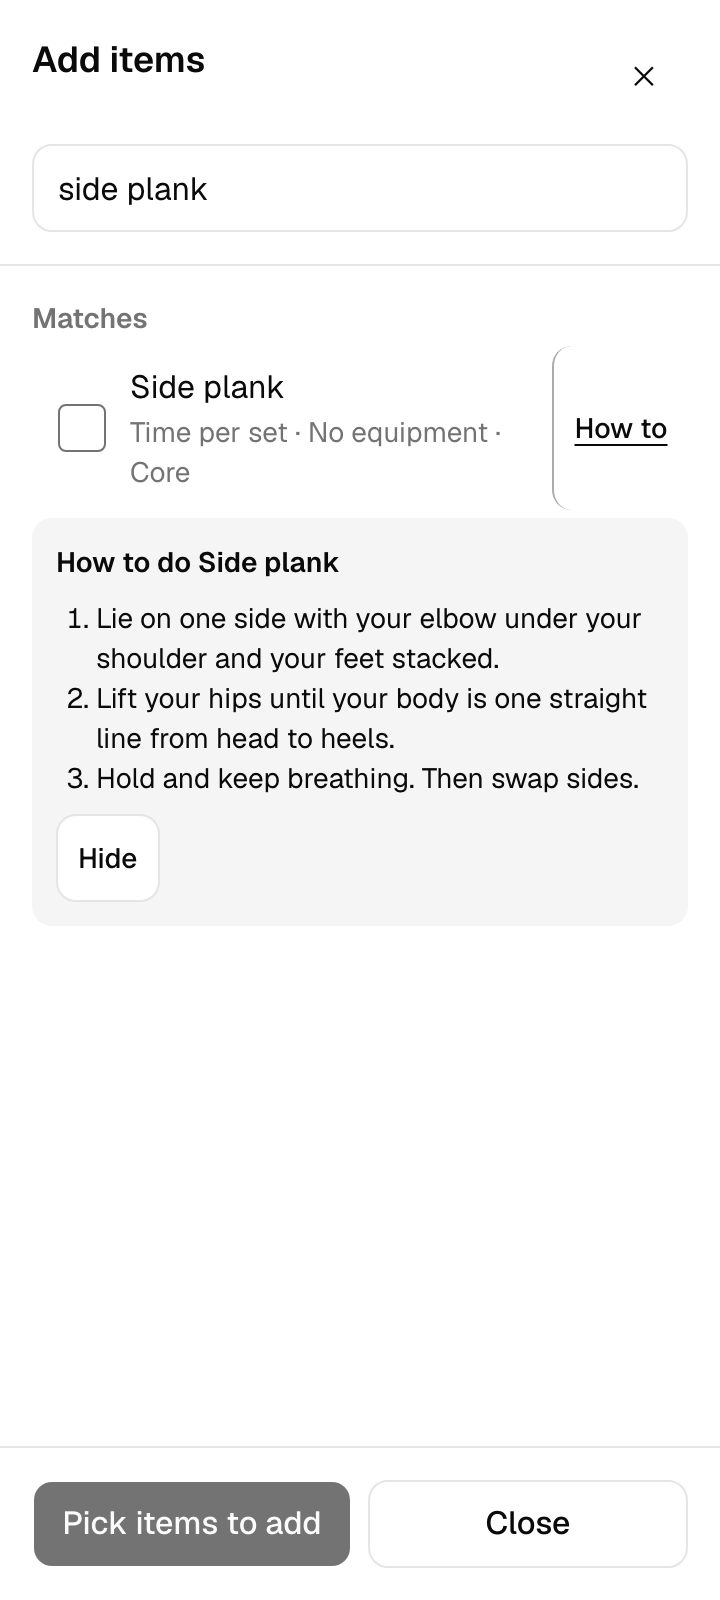 Add items
side plank
Matches
Side plank
Time per set · No equipment ·
Core
How to
How to do Side plank
1. Lie on one side with your elbow under your
shoulder and your feet stacked.
2. Lift your hips until your body is one straight
line from head to heels.
3. Hold and keep breathing. Then swap sides.
Hide
Pick items to add
Close